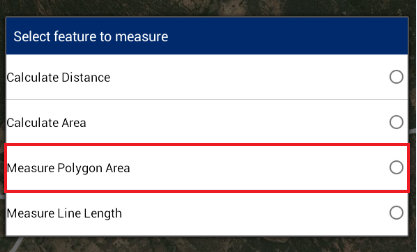 Select feature to measure
Calculate Distance
Calculate Area
Measure Polygon Area
Measure Line Length